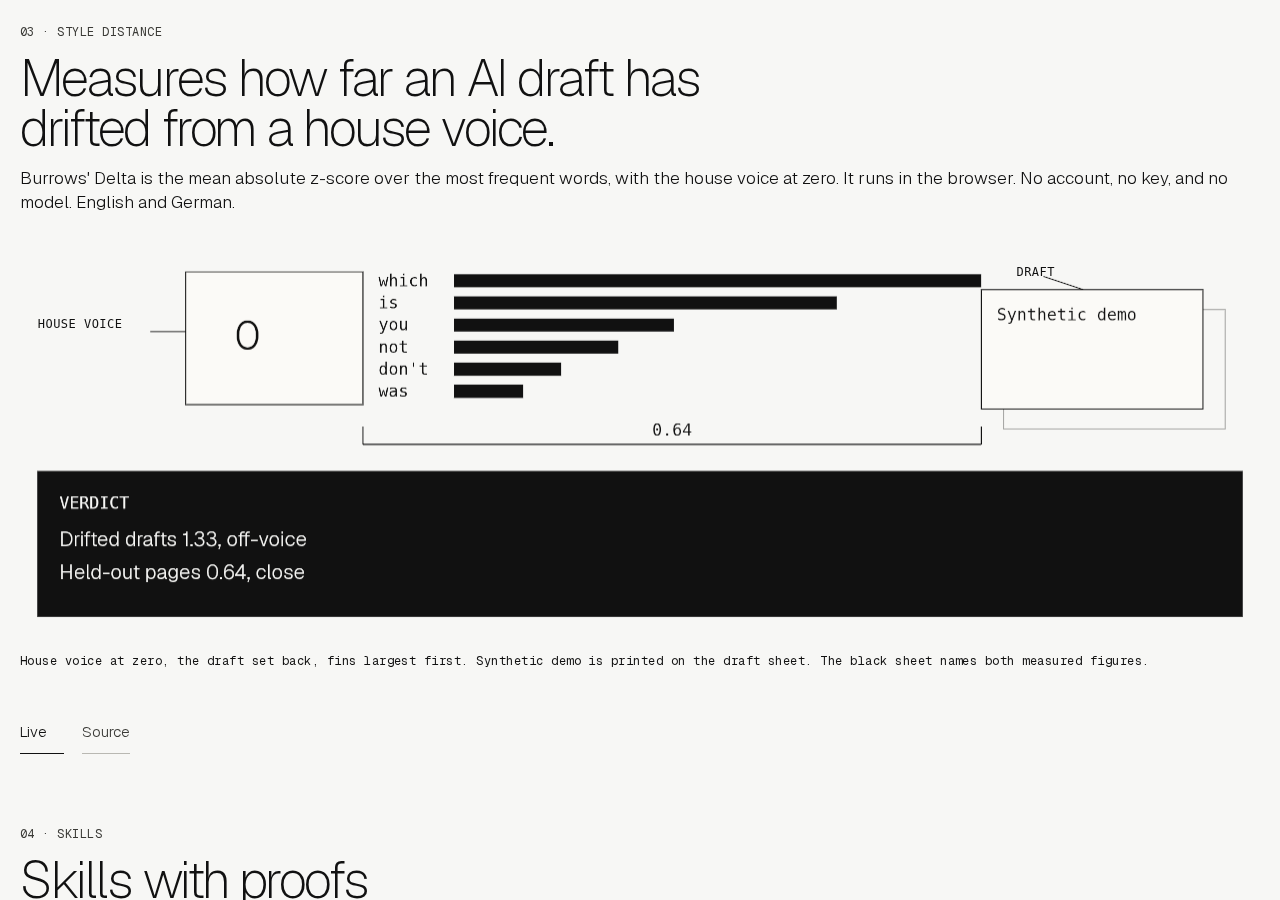 03 · STYLE DISTANCE
Measures how far an AI draft has
drifted from a house voice.
Burrows' Delta is the mean absolute z-score over the most frequent words, with the house voice at zero. It runs in the browser. No account, no key, and no
model. English and German.
HOUSE VOICE
0
which
is
you
not
don't
was
0.64
DRAFT
Synthetic demo
VERDICT
Drifted drafts 1.33, off-voice
Held-out pages 0.64, close
House voice at zero, the draft set back, fins largest first. Synthetic demo is printed on the draft sheet. The black sheet names both measured figures.
Live
Source
04 · SKILLS
Skills with proofs